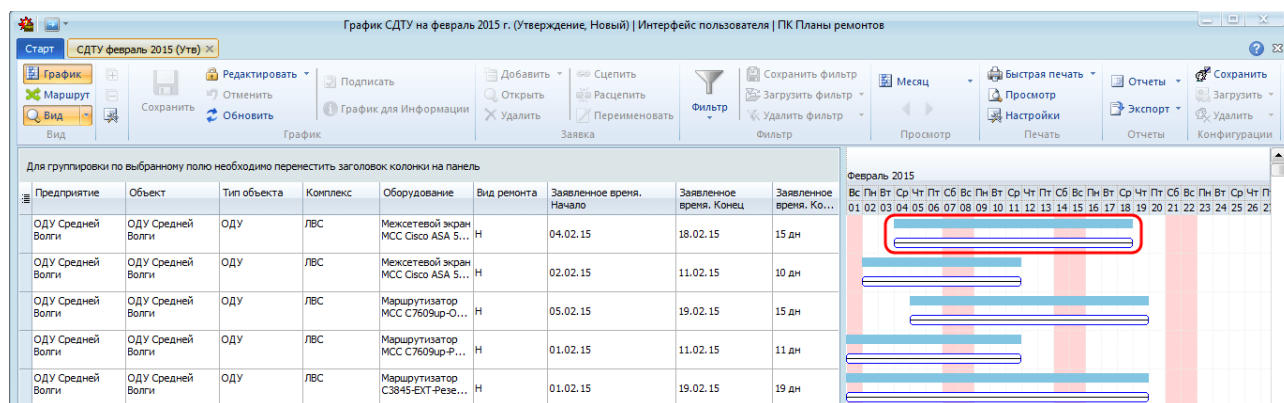 График СДТУ на февраль 2015 г. (Утверждение, Новый) | Интерфейс пользователя | ПК Планы ремонтов
Старт СДТУ февраль 2015 (Утв)
График Редактировать Подписать Добавить Сцепить Сохранить фильтр Месяц Быстрая печать Отчеты Сохранить
Маршрут Отменить Открыть Расцепить Загрузить фильтр Просмотр Загрузить
Вид Сохранить Обновить График для Информации Удалить Переименовать Фильтр Удалить фильтр Настройки Экспорт Удалить
Вид График Заявка Фильтр Просмотр Печать Отчеты Конфигурации
Для группировки по выбранному полю необходимо переместить заголовок колонки на панель
Февраль 2015
Предприятие Объект Тип объекта Комплекс Оборудование Вид ремонта Заявленное время. Заявленное Заявленное Вс Пн Вт Ср Чт Пт Сб Вс Пн Вт Ср Чт Пт Сб Вс Пн Вт Ср Чт Пт Сб Вс Пн Вт Ср Чт Пт
Начало время. Конец время. Ко... 01 02 03 04 05 06 07 08 09 10 11 12 13 14 15 16 17 18 19 20 21 22 23 24 25 26
ОДУ Средней ОДУ Средней ОДУ ЛВС Межсетевой экран
Волги Волги МСС Cisco ASA 5... Н 04.02.15 18.02.15 15 дн
ОДУ Средней ОДУ Средней ОДУ ЛВС Межсетевой экран
Волги Волги МСС Cisco ASA 5... Н 02.02.15 11.02.15 10 дн
ОДУ Средней ОДУ Средней ОДУ ЛВС Маршрутизатор
Волги Волги МСС C7609up-О... Н 05.02.15 19.02.15 15 дн
ОДУ Средней ОДУ Средней ОДУ ЛВС Маршрутизатор
Волги Волги МСС C7609up-Р... Н 01.02.15 11.02.15 11 дн
ОДУ Средней ОДУ Средней ОДУ ЛВС Маршрутизатор
Волги Волги C3845-EXT-Резе... Н 01.02.15 19.02.15 19 дн